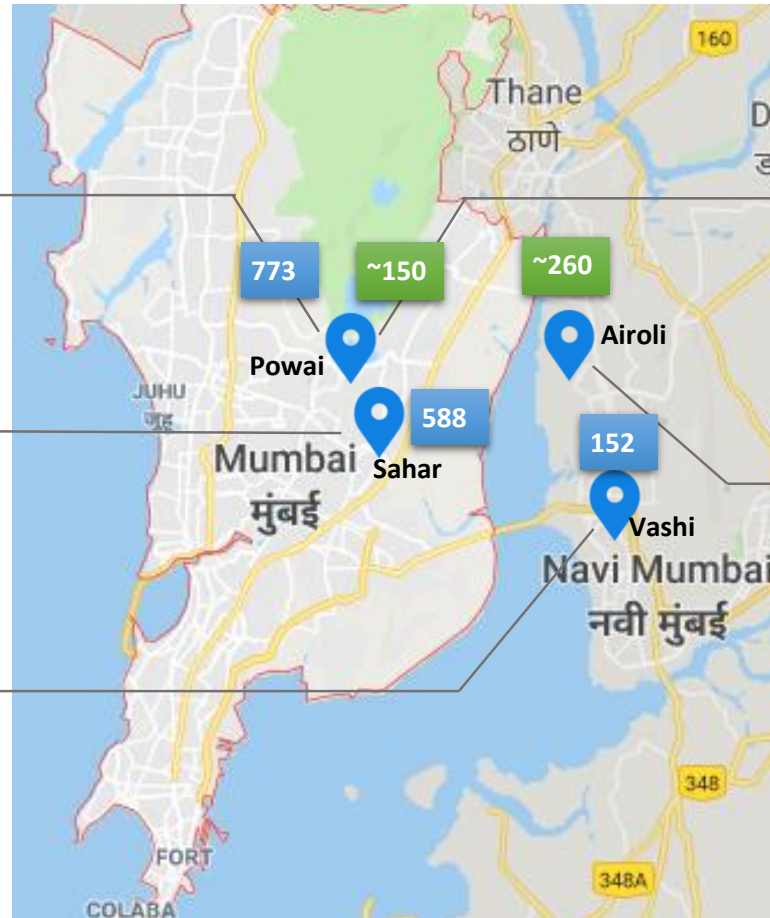 160
Thane
ठाणे
D
ड
773
~150
~260
Powai
Airoli
JUHU
जुहू
588
152
Mumbai
मुंबई
Sahar
Vashi
Navi Mumbai
नवी मुंबई
348
FORT
348A
COLABA